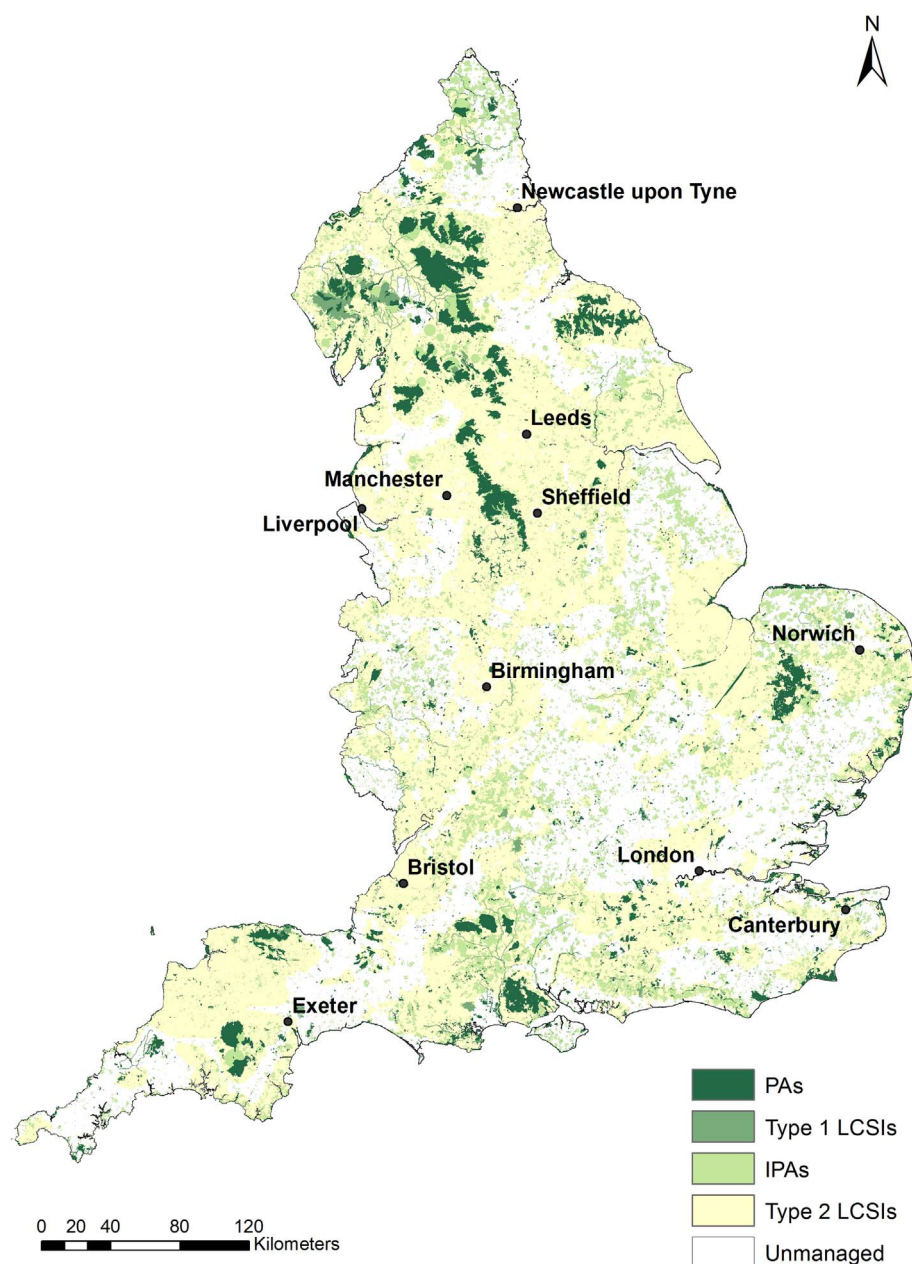 N
Newcastle upon Tyne
Leeds
Manchester
Sheffield
Liverpool
Norwich
Birmingham
London
Bristol
Canterbury
Exeter
PAs
Type 1 LCSIs
IPAs
Type 2 LCSIs
Unmanaged
0 20 40 80 120
Kilometers